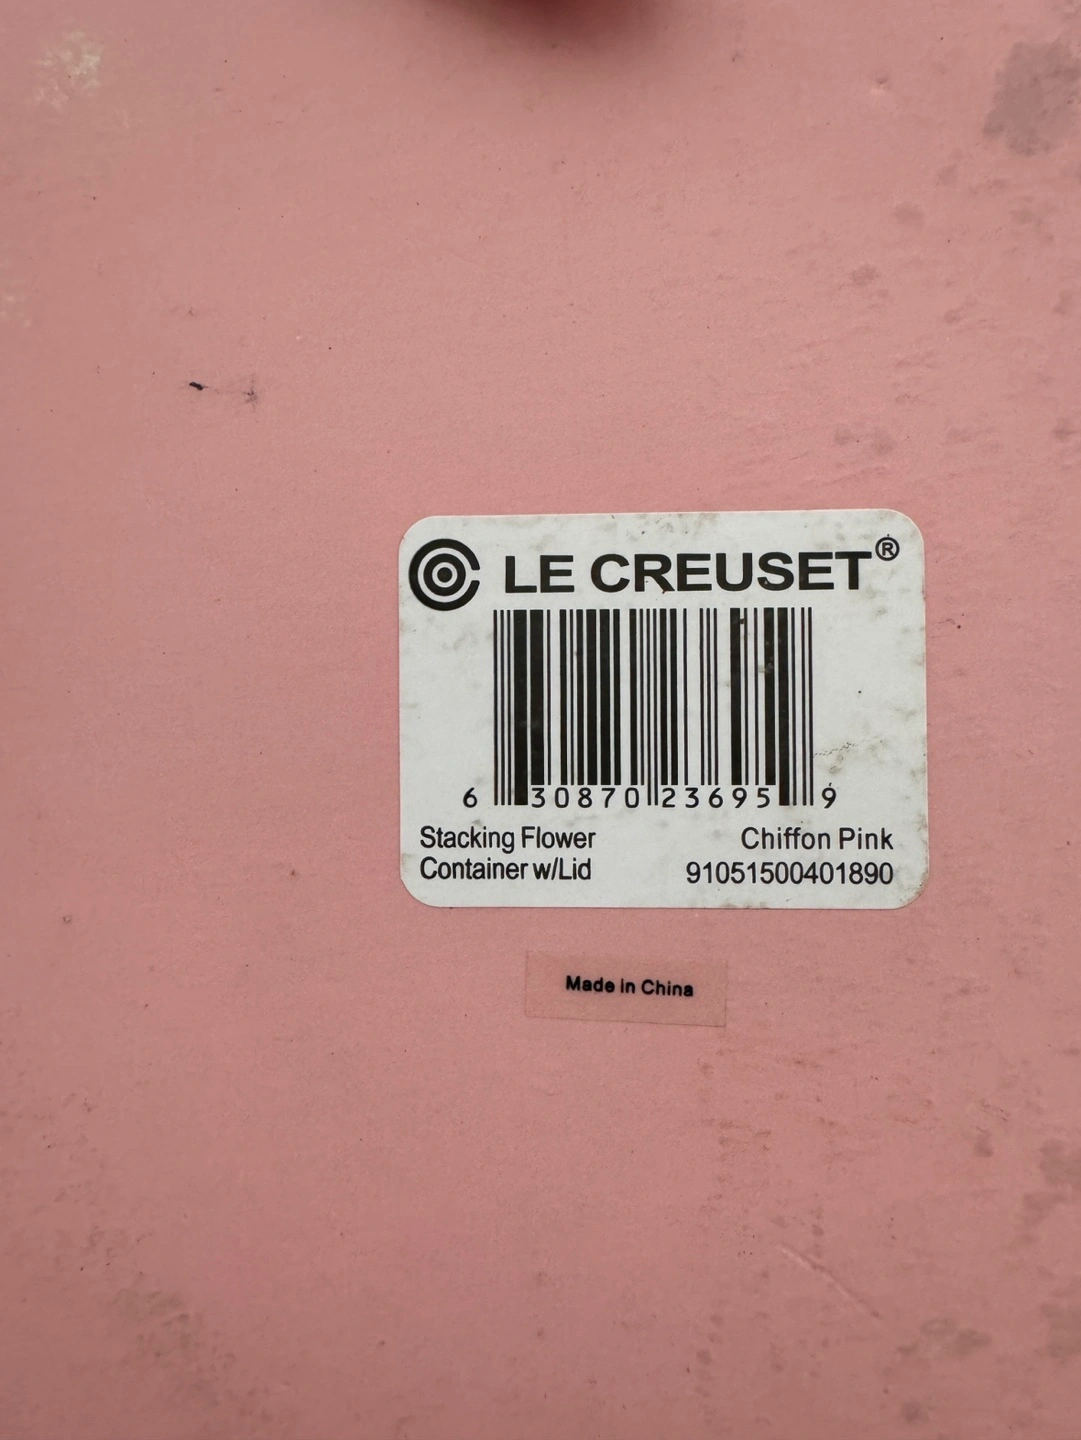 LE CREUSET®
6 30870 23695 9
Stacking Flower Chiffon Pink
Container w/Lid 91051500401890
Made in China